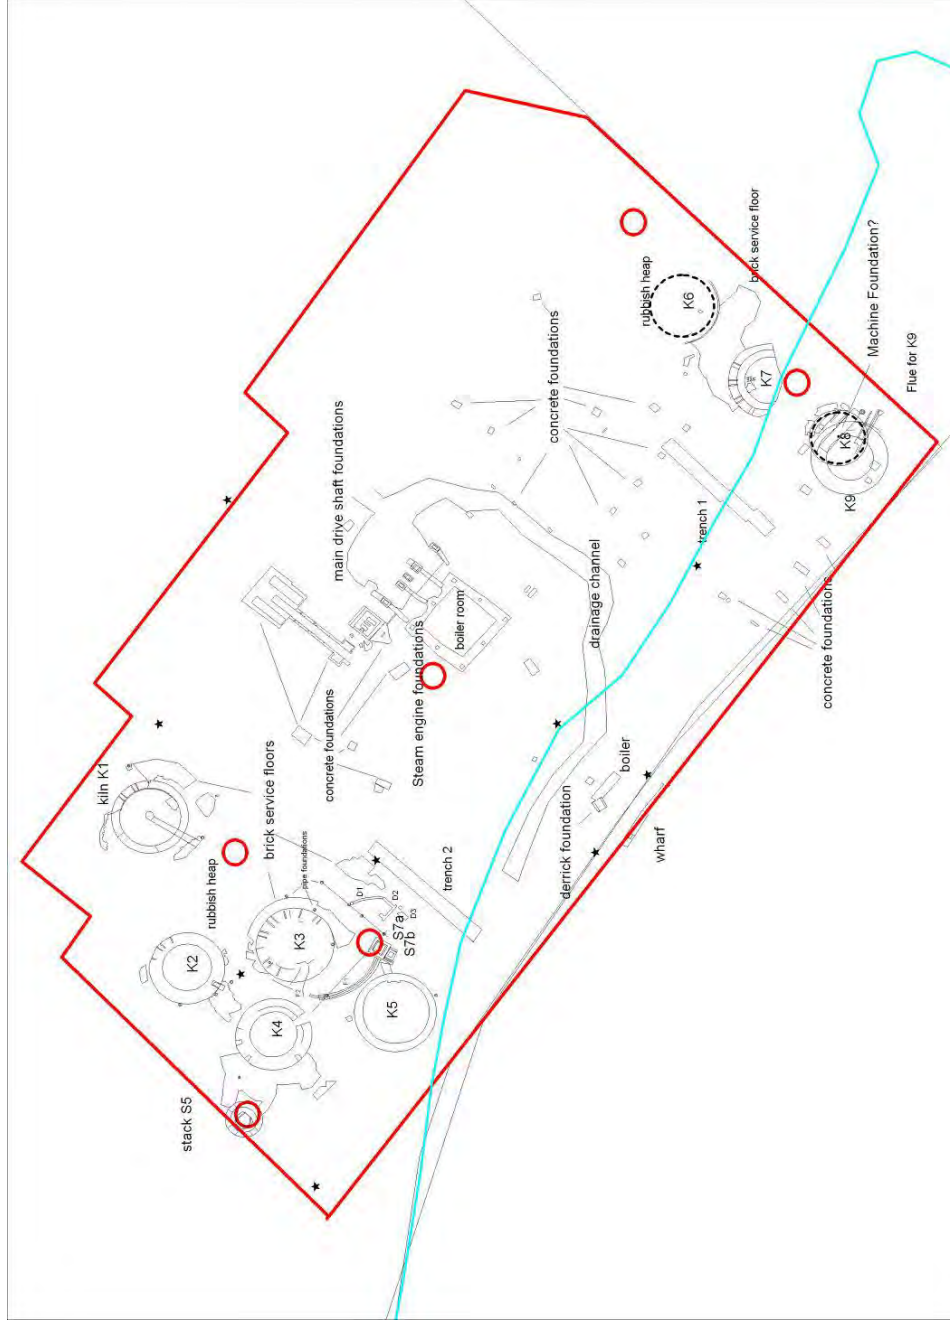 kiln K1
stack S5
K2
rubbish heap
brick service floors
K4
K3
pipe foundations
concrete foundations
main drive shaft foundations
D1
D2
D3
F2
F
S7a
S7b
K5
Steam engine foundations
boiler room
trench 2
concrete foundations
drainage channel
derrick foundation
boiler
wharf
rubbish heap
K6
brick service floor
K7
trench 1
Machine Foundation?
K8
K9
Flue for K9
concrete foundations